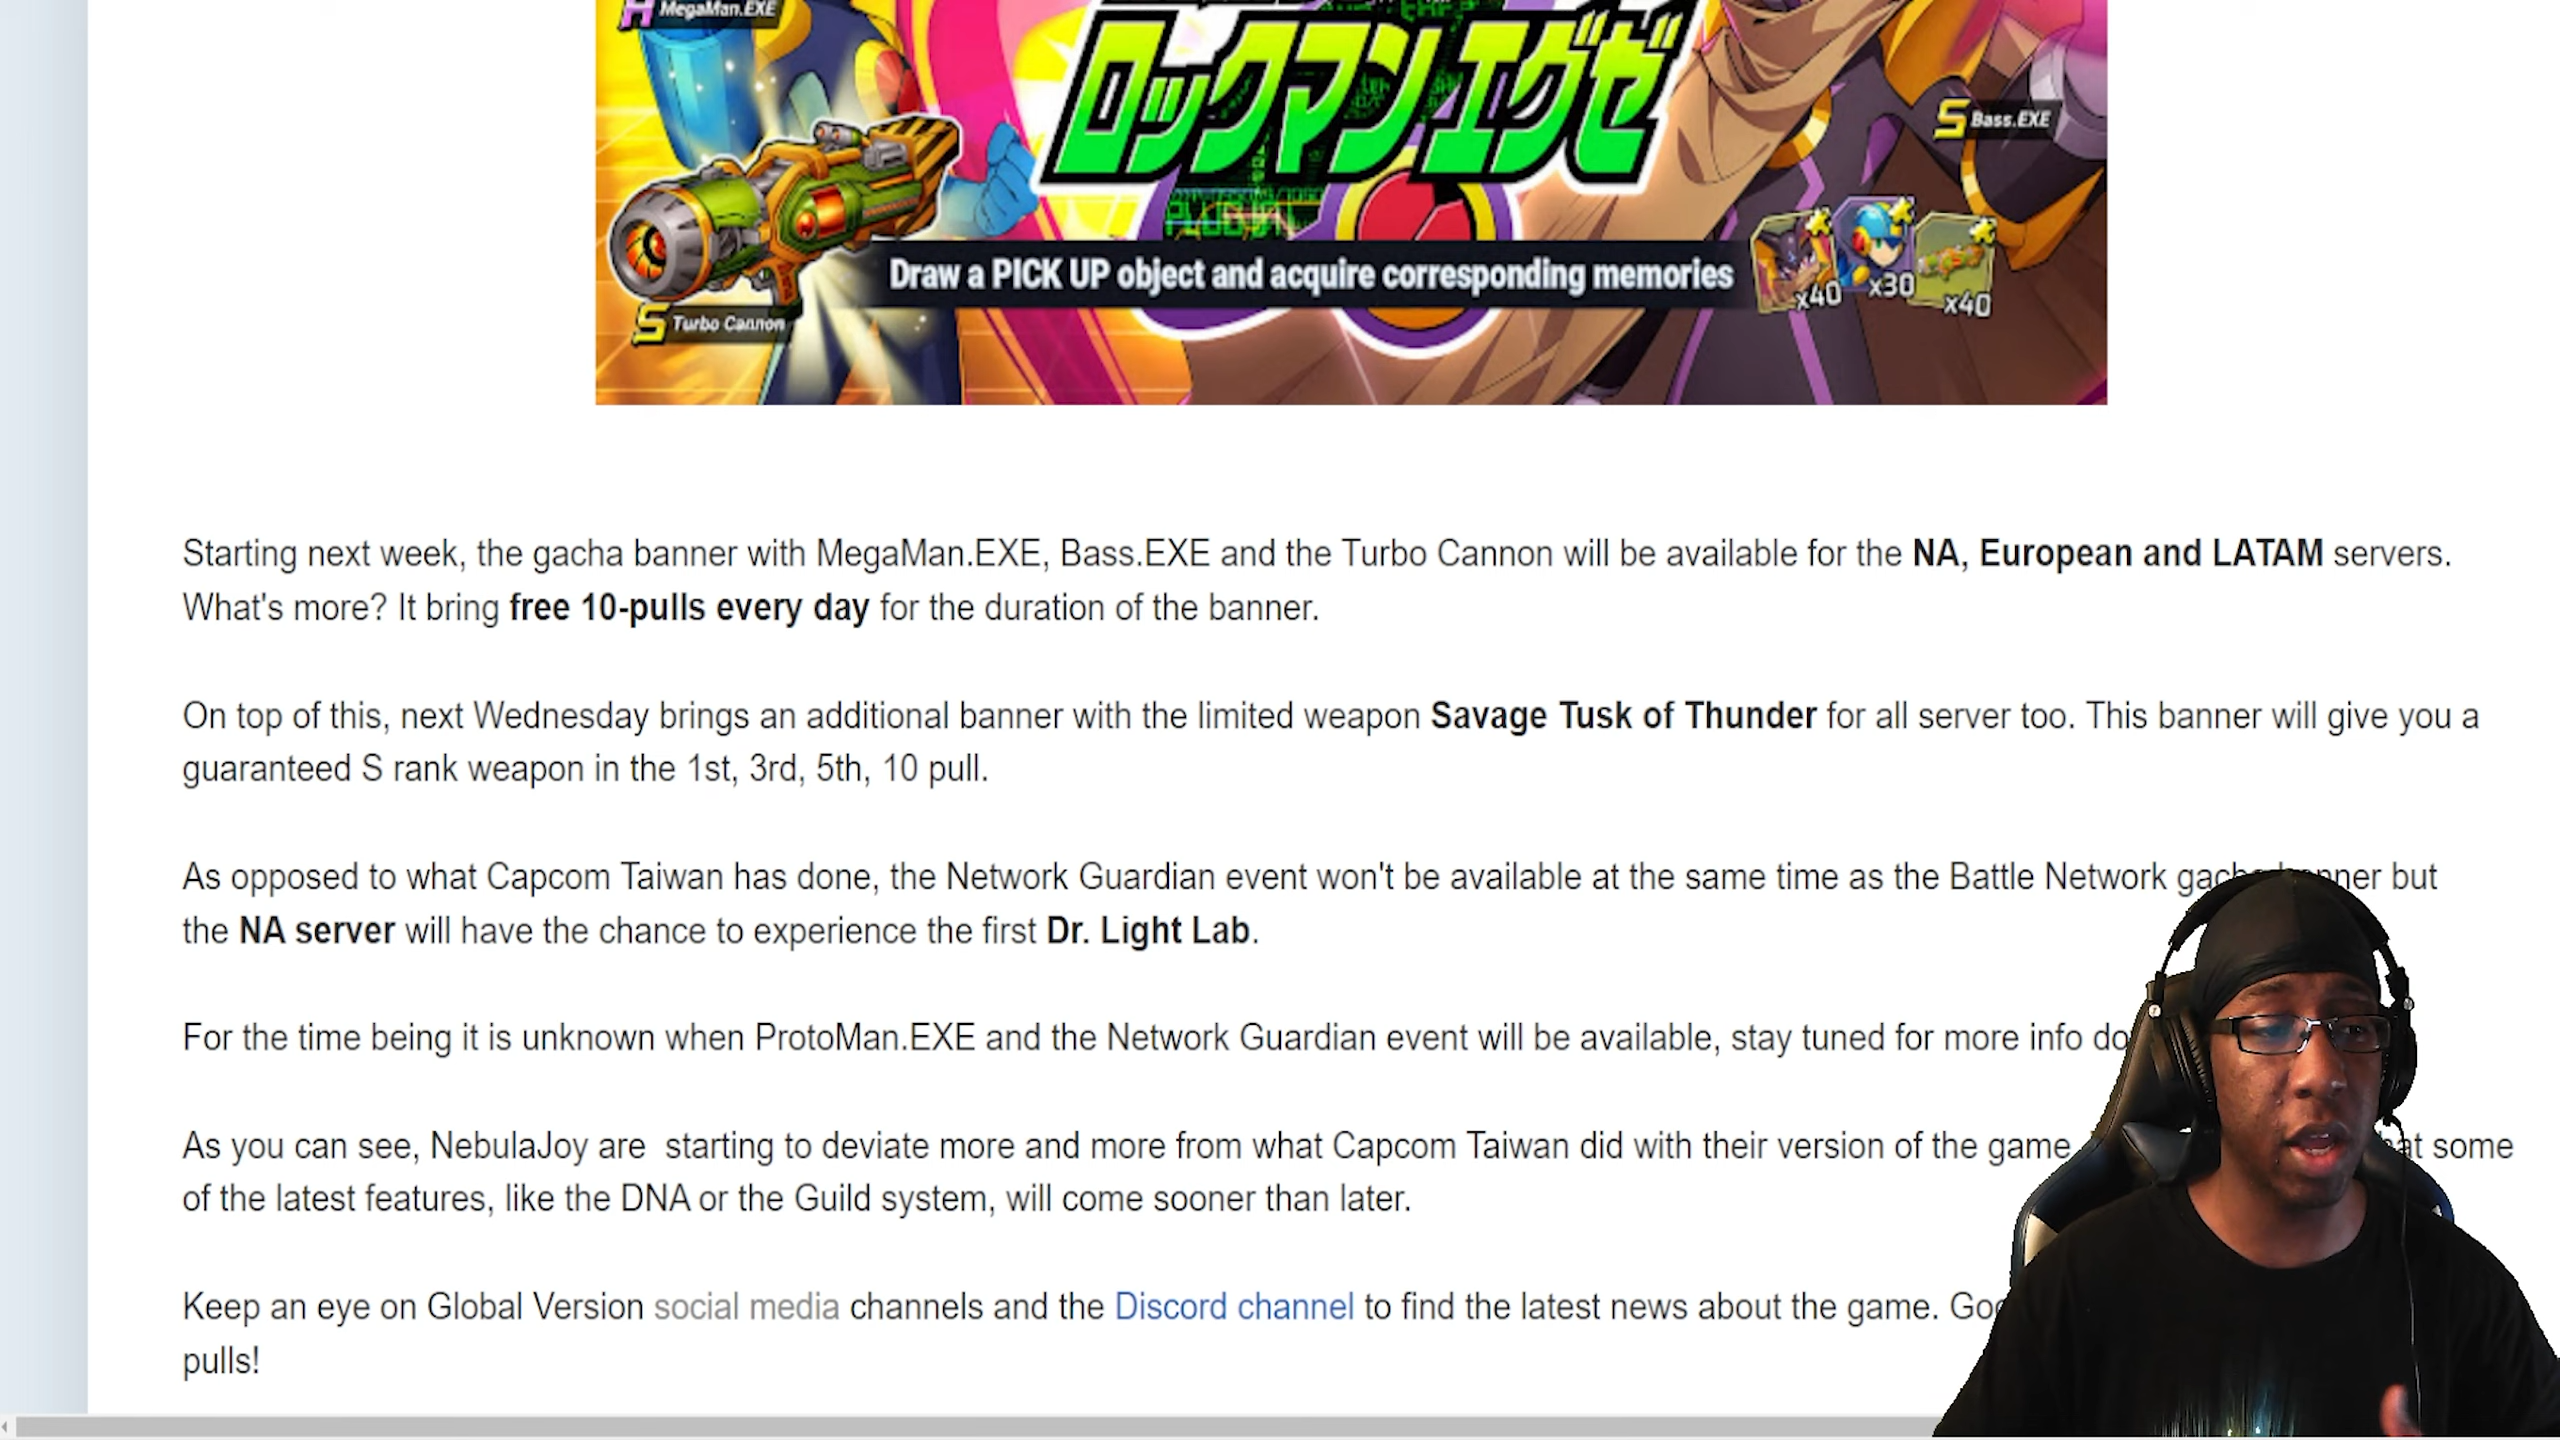 MegaMan.EXE
ロックマンエグゼ
S Bass.EXE
Draw a PICK UP object and acquire corresponding memories
x40 x30 x40
S Turbo Cannon
Starting next week, the gacha banner with MegaMan.EXE, Bass.EXE and the Turbo Cannon will be available for the NA, European and LATAM servers.
What's more? It bring free 10-pulls every day for the duration of the banner.
On top of this, next Wednesday brings an additional banner with the limited weapon Savage Tusk of Thunder for all server too. This banner will give you a
guaranteed S rank weapon in the 1st, 3rd, 5th, 10 pull.
As opposed to what Capcom Taiwan has done, the Network Guardian event won't be available at the same time as the Battle Network but
the NA server will have the chance to experience the first Dr. Light Lab.
For the time being it is unknown when ProtoMan.EXE and the Network Guardian event will be available, stay tuned for more info
As you can see, NebulaJoy are starting to deviate more and more from what Capcom Taiwan did with their version of the game some
of the latest features, like the DNA or the Guild system, will come sooner than later.
Keep an eye on Global Version social media channels and the Discord channel to find the latest news about the game.
pulls!